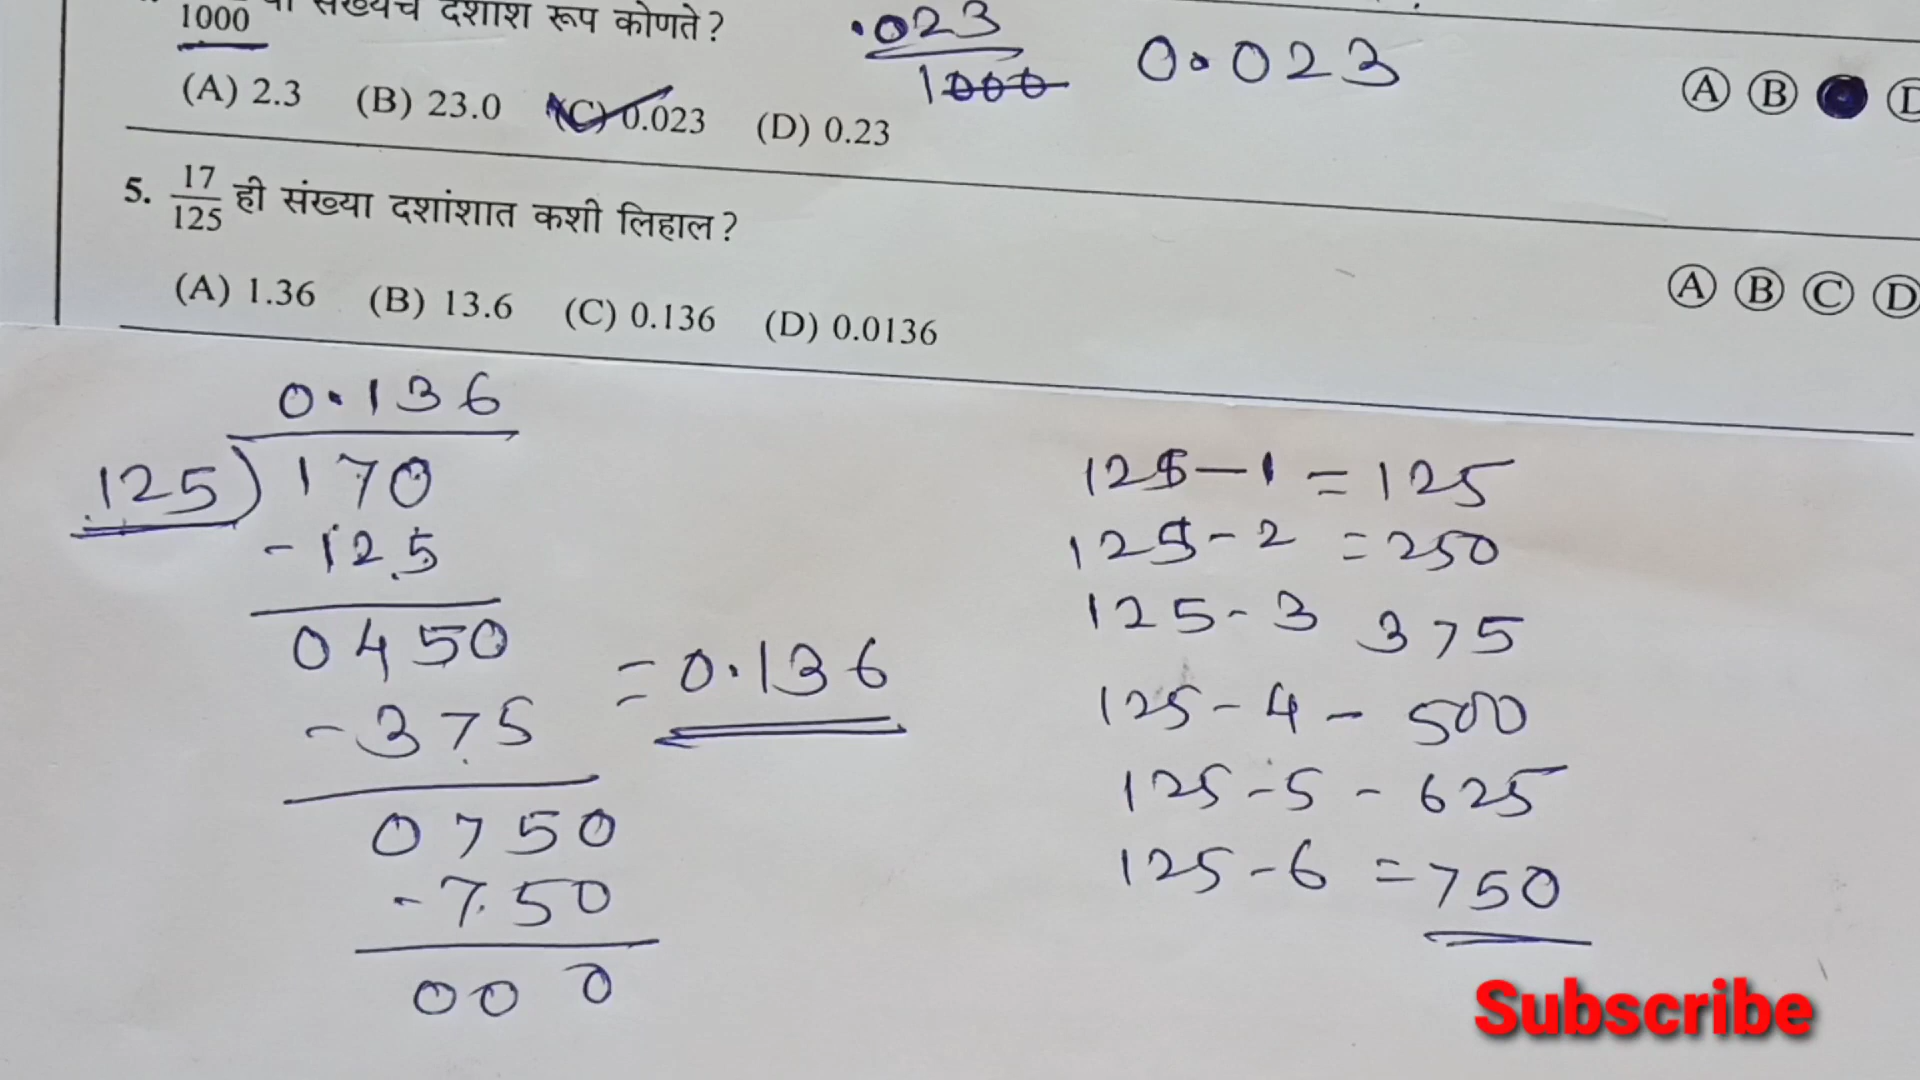 1000 संख्येचे दशांश रूप कोणते?
.023
1000
0.023
(A) 2.3 (B) 23.0 (C) 0.023 (D) 0.23
A B D
5. 17/125 ही संख्या दशांशात कशी लिहाल?
(A) 1.36 (B) 13.6 (C) 0.136 (D) 0.0136
A B C D
0.136
125) 170
-125
0450
-375
0750
-750
000
= 0.136
125-1 = 125
125-2 = 250
125-3 375
125-4-500
125-5-625
125-6 = 750
Subscribe